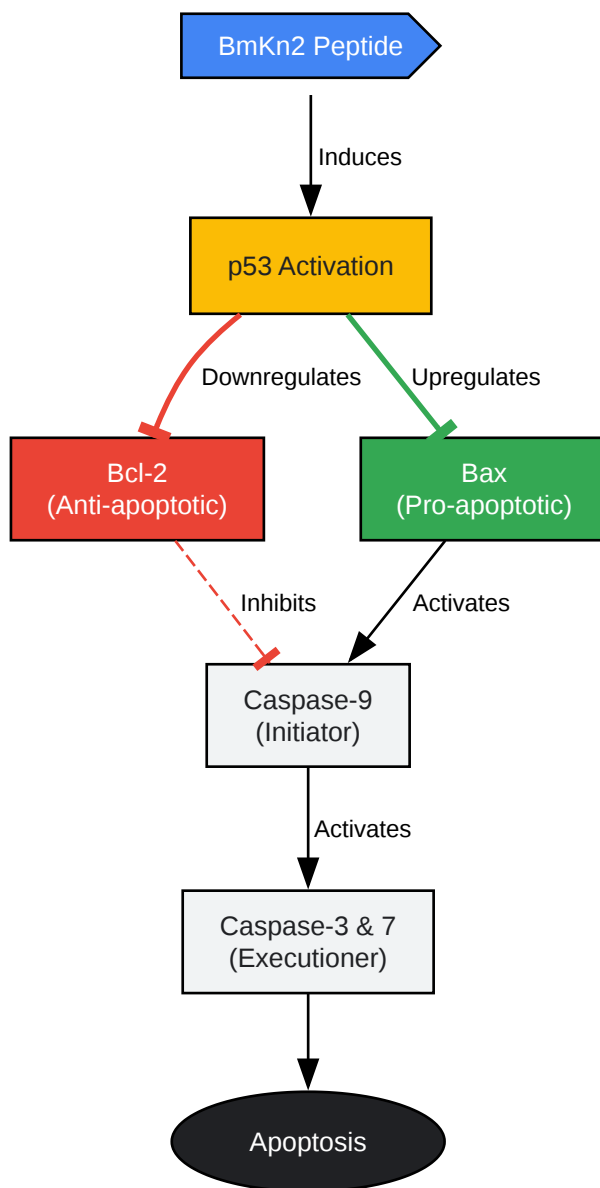 BmKn2 Peptide
Induces
p53 Activation
Downregulates
Upregulates
Bcl-2
(Anti-apoptotic)
Bax
(Pro-apoptotic)
Inhibits
Activates
Caspase-9
(Initiator)
Activates
Caspase-3 & 7
(Executioner)
Apoptosis